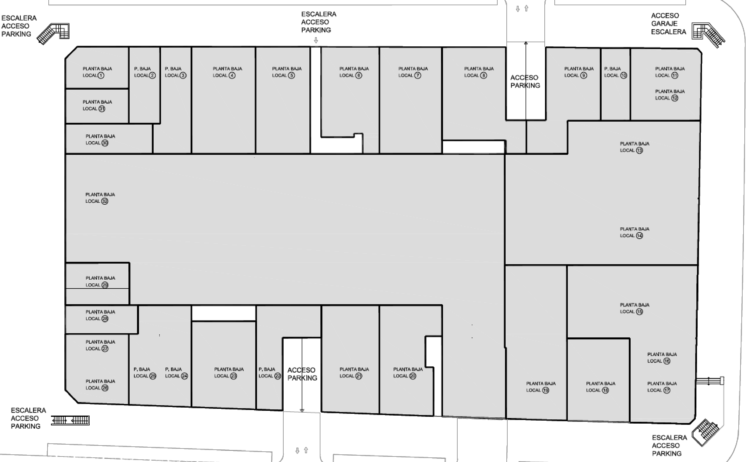 ESCALERA
ACCESO
PARKING
ESCALERA
ACCESO
PARKING
ACCESO
GARAJE
ESCALERA
PLANTA BAJA
LOCAL 1
P. BAJA
LOCAL 2
P. BAJA
LOCAL 3
PLANTA BAJA
LOCAL 4
PLANTA BAJA
LOCAL 5
PLANTA BAJA
LOCAL 6
PLANTA BAJA
LOCAL 7
PLANTA BAJA
LOCAL 8
ACCESO
PARKING
PLANTA BAJA
LOCAL 9
P. BAJA
LOCAL 10
PLANTA BAJA
LOCAL 11
PLANTA BAJA
LOCAL 12
PLANTA BAJA
LOCAL 31
PLANTA BAJA
LOCAL 30
PLANTA BAJA
LOCAL 13
PLANTA BAJA
LOCAL 32
PLANTA BAJA
LOCAL 14
PLANTA BAJA
LOCAL 29
PLANTA BAJA
LOCAL 28
PLANTA BAJA
LOCAL 15
PLANTA BAJA
LOCAL 27
PLANTA BAJA
LOCAL
PLANTA BAJA
LOCAL 26
P. BAJA
LOCAL 25
P. BAJA
LOCAL 24
PLANTA BAJA
LOCAL 23
P. BAJA
LOCAL 22
ACCESO
PARKING
PLANTA BAJA
LOCAL 21
PLANTA BAJA
LOCAL 20
PLANTA BAJA
LOCAL 19
PLANTA BAJA
LOCAL
PLANTA BAJA
LOCAL 17
ESCALERA
ACCESO
PARKING
ESCALERA
ACCESO
PARKING